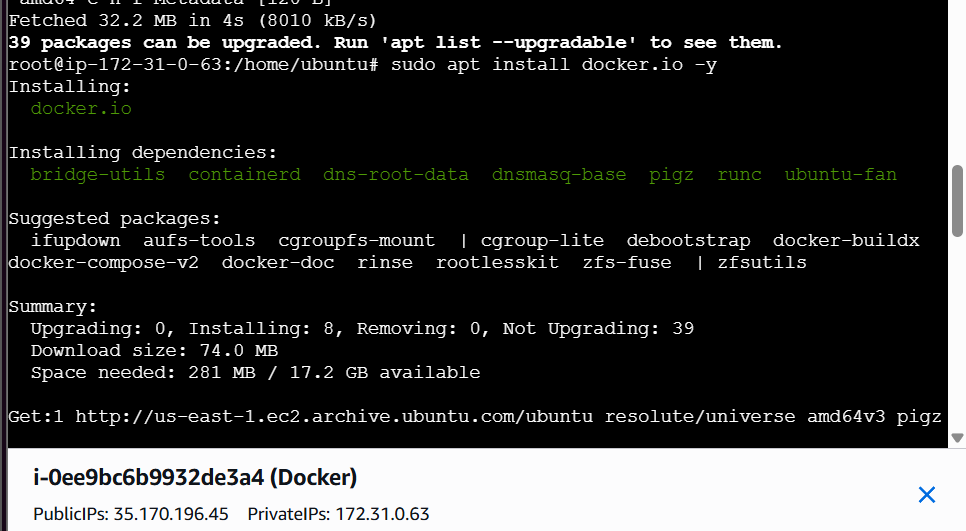 Fetched 32.2 MB in 4s (8010 kB/s)
39 packages can be upgraded. Run 'apt list --upgradable' to see them.
root@ip-172-31-0-63:/home/ubuntu# sudo apt install docker.io -y
Installing:
  docker.io

Installing dependencies:
  bridge-utils  containerd  dns-root-data  dnsmasq-base  pigz  runc  ubuntu-fan

Suggested packages:
  ifupdown  aufs-tools  cgroupfs-mount  | cgroup-lite  debootstrap  docker-buildx
docker-compose-v2  docker-doc  rinse  rootlesskit  zfs-fuse  | zfsutils

Summary:
  Upgrading: 0, Installing: 8, Removing: 0, Not Upgrading: 39
  Download size: 74.0 MB
  Space needed: 281 MB / 17.2 GB available

Get:1 http://us-east-1.ec2.archive.ubuntu.com/ubuntu resolute/universe amd64v3 pigz
i-0ee9bc6b9932de3a4 (Docker)
PublicIPs: 35.170.196.45    PrivateIPs: 172.31.0.63